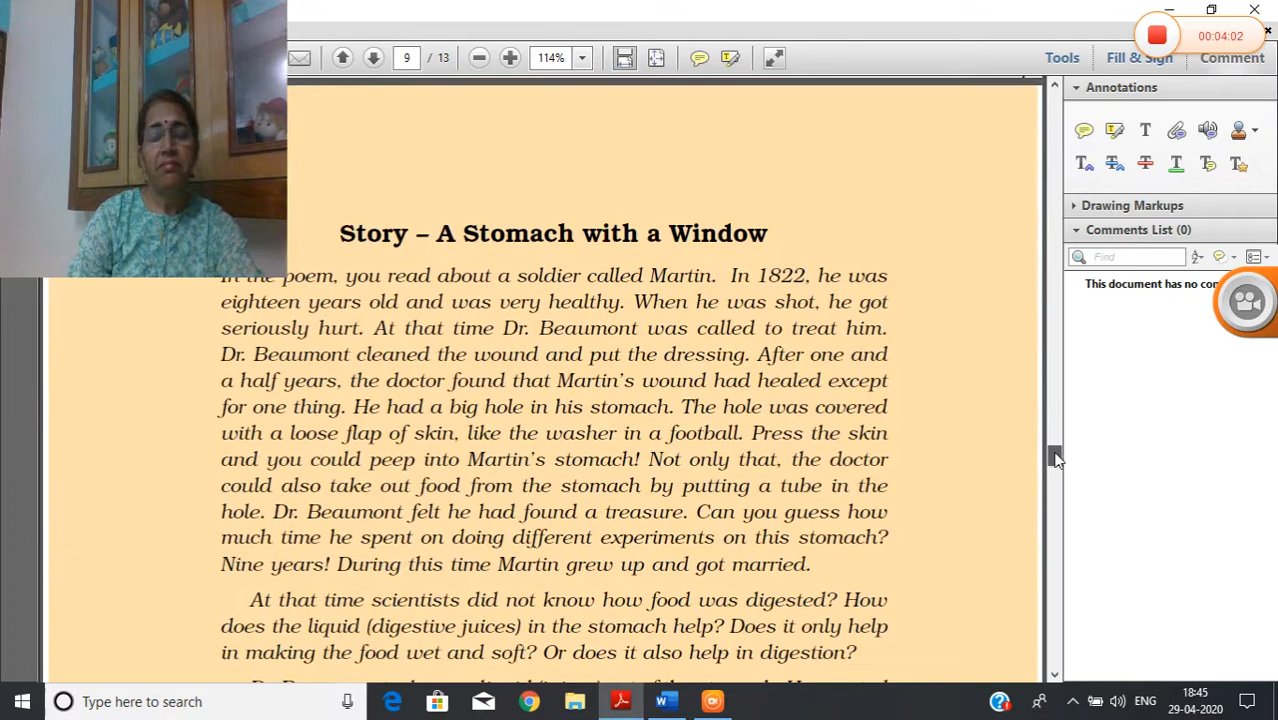 00:04:02
9 / 13
114%
Tools
Fill & Sign
Comment
Annotations
Drawing Markups
Comments List (0)
Find
This document has no con
Story – A Stomach with a Window
In the poem, you read about a soldier called Martin. In 1822, he was
eighteen years old and was very healthy. When he was shot, he got
seriously hurt. At that time Dr. Beaumont was called to treat him.
Dr. Beaumont cleaned the wound and put the dressing. After one and
a half years, the doctor found that Martin's wound had healed except
for one thing. He had a big hole in his stomach. The hole was covered
with a loose flap of skin, like the washer in a football. Press the skin
and you could peep into Martin's stomach! Not only that, the doctor
could also take out food from the stomach by putting a tube in the
hole. Dr. Beaumont felt he had found a treasure. Can you guess how
much time he spent on doing different experiments on this stomach?
Nine years! During this time Martin grew up and got married.
At that time scientists did not know how food was digested? How
does the liquid (digestive juices) in the stomach help? Does it only help
in making the food wet and soft? Or does it also help in digestion?
Type here to search
ENG
18:45
29-04-2020